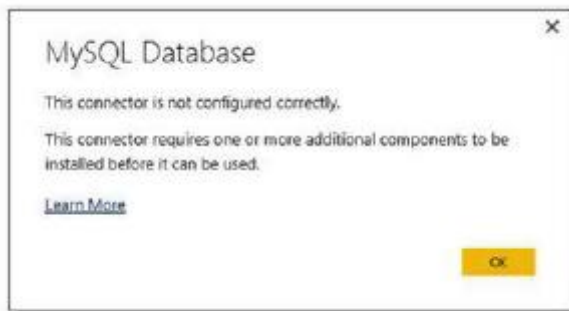 MySQL Database
This connector is not configured correctly.
This connector requires one or more additional components to be
installed before it can be used.
Learn More
OK